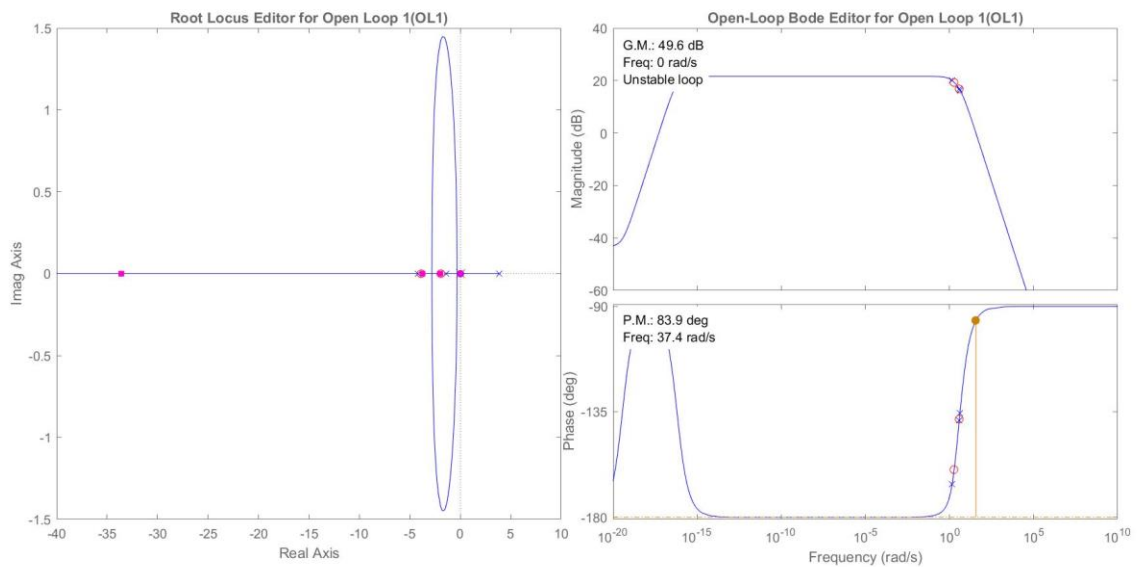 Root Locus Editor for Open Loop 1(OL1)
1.5
1
0.5
0
-0.5
-1
-1.5
Imag Axis
-40
-35
-30
-25
-20
-15
-10
-5
0
5
10
Real Axis
Open-Loop Bode Editor for Open Loop 1(OL1)
G.M.: 49.6 dB
Freq: 0 rad/s
Unstable loop
40
20
0
-20
-40
-60
Magnitude (dB)
P.M.: 83.9 deg
Freq: 37.4 rad/s
-90
-135
-180
Phase (deg)
10^-20
10^-15
10^-10
10^-5
10^0
10^5
10^10
Frequency (rad/s)